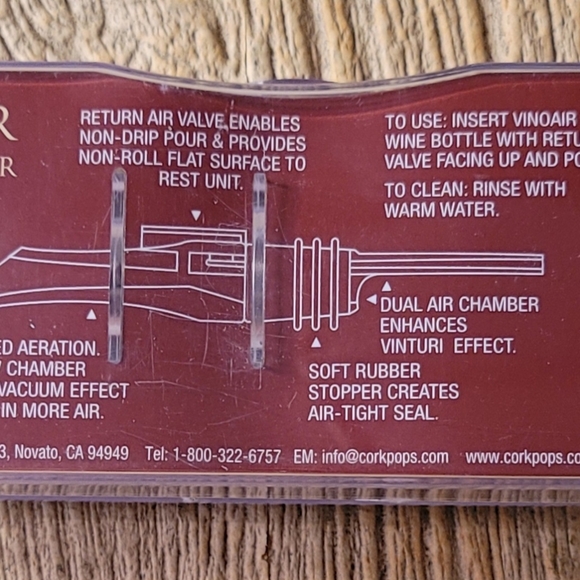 R
R
RETURN AIR VALVE ENABLES
NON-DRIP POUR & PROVIDES
NON-ROLL FLAT SURFACE TO
REST UNIT.
TO USE: INSERT VINOAIR
WINE BOTTLE WITH RETU
VALVE FACING UP AND PO
TO CLEAN: RINSE WITH
WARM WATER.
DUAL AIR CHAMBER
ENHANCES
VINTURI EFFECT.
SOFT RUBBER
STOPPER CREATES
AIR-TIGHT SEAL.
ED AERATION.
CHAMBER
VACUUM EFFECT
IN MORE AIR.
3, Novato, CA 94949 Tel: 1-800-322-6757 EM: info@corkpops.com www.corkpops.co